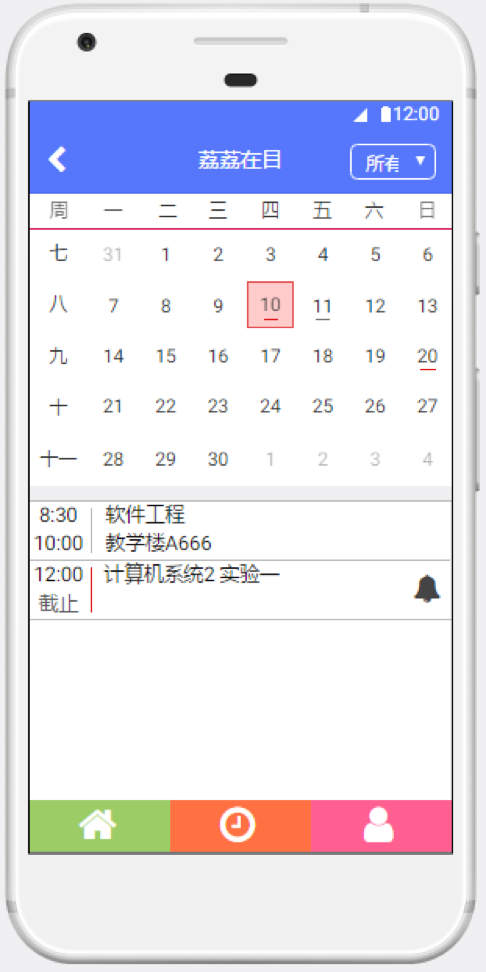 12:00
荔荔在目
所有
周 一 二 三 四 五 六 日
七 31 1 2 3 4 5 6
八 7 8 9 10 11 12 13
九 14 15 16 17 18 19 20
十 21 22 23 24 25 26 27
十一 28 29 30 1 2 3 4
8:30 软件工程
10:00 教学楼A666
12:00 计算机系统2 实验一
截止